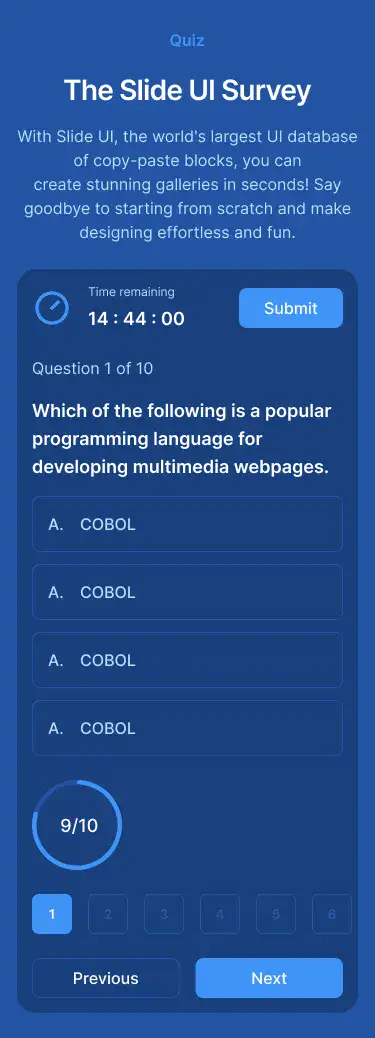 Quiz
The Slide UI Survey
With Slide UI, the world's largest UI database
of copy-paste blocks, you can
create stunning galleries in seconds! Say
goodbye to starting from scratch and make
designing effortless and fun.
Time remaining
14 : 44 : 00
Submit
Question 1 of 10
Which of the following is a popular
programming language for
developing multimedia webpages.
A. COBOL
A. COBOL
A. COBOL
A. COBOL
9/10
1 2 3 4 5 6
Previous Next